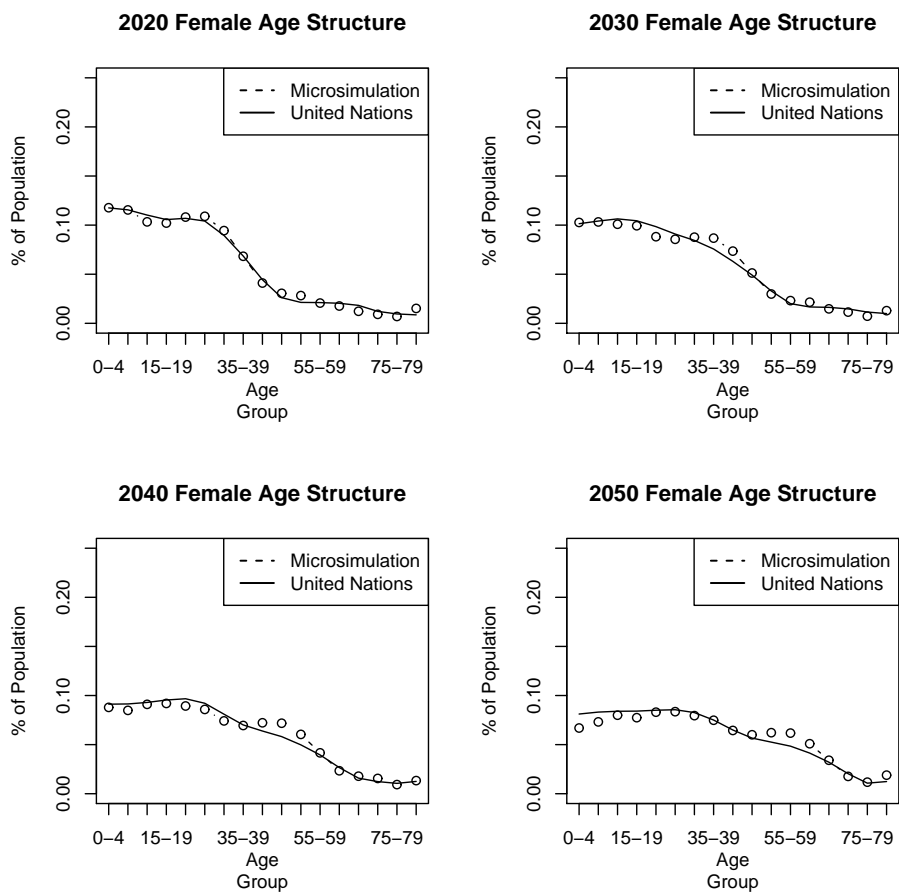 2020 Female Age Structure
% of Population
0.00
0.10
0.20
Microsimulation
United Nations
0−4 15−19 35−39 55−59 75−79
Age
Group
2030 Female Age Structure
% of Population
0.00
0.10
0.20
Microsimulation
United Nations
0−4 15−19 35−39 55−59 75−79
Age
Group
2040 Female Age Structure
% of Population
0.00
0.10
0.20
Microsimulation
United Nations
0−4 15−19 35−39 55−59 75−79
Age
Group
2050 Female Age Structure
% of Population
0.00
0.10
0.20
Microsimulation
United Nations
0−4 15−19 35−39 55−59 75−79
Age
Group